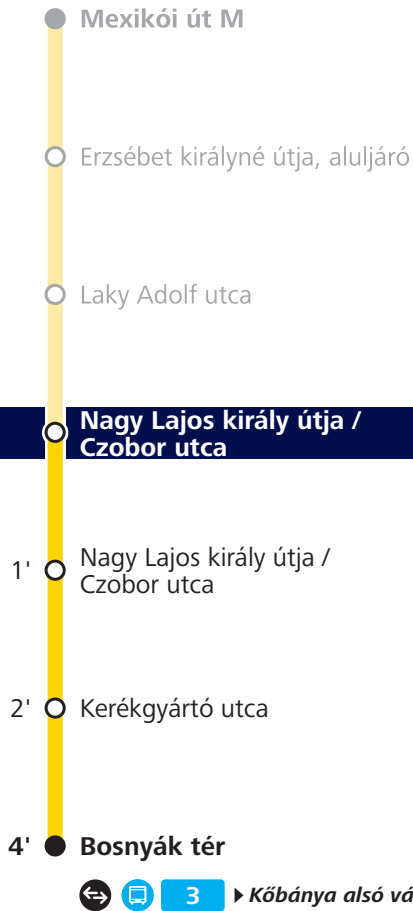 Mexikói út M
Erzsébet királyné útja, aluljáró
Laky Adolf utca
Nagy Lajos király útja /
Czobor utca
1' Nagy Lajos király útja /
Czobor utca
2' Kerékgyártó utca
4' Bosnyák tér
3 Kőbánya alsó